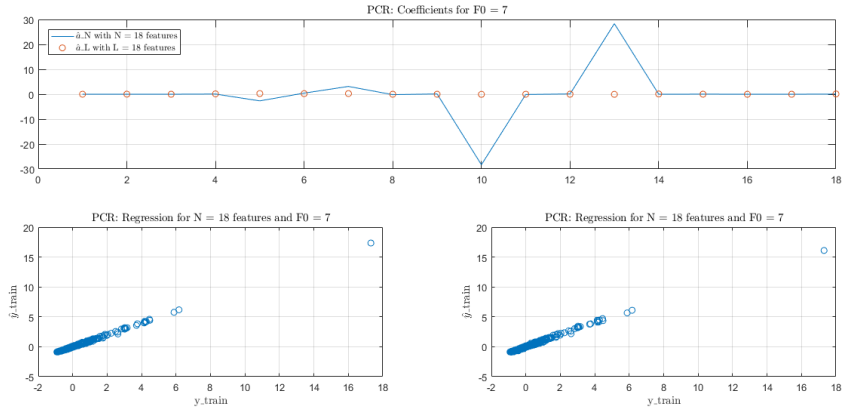 PCR: Coefficients for F0 = 7
30
20
10
0
-10
-20
-30
â_N with N = 18 features
â_L with L = 18 features
0 2 4 6 8 10 12 14 16 18
PCR: Regression for N = 18 features and F0 = 7
20
15
10
5
0
-5
ŷ_train
-2 0 2 4 6 8 10 12 14 16 18
y_train
PCR: Regression for N = 18 features and F0 = 7
20
15
10
5
0
-5
ŷ_train
-2 0 2 4 6 8 10 12 14 16 18
y_train